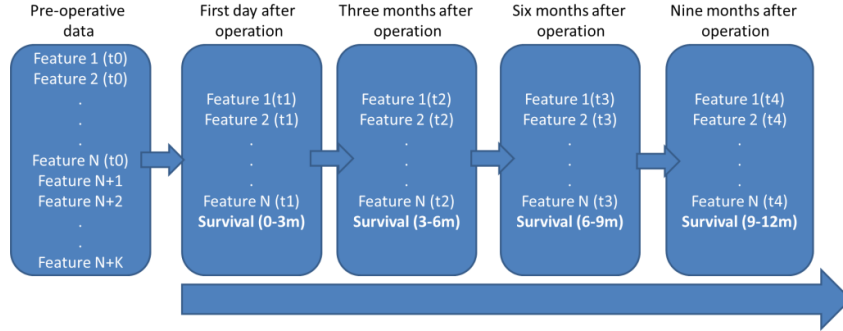 Pre-operative
data
Feature 1 (t0)
Feature 2 (t0)
.
.
.
Feature N (t0)
Feature N+1
Feature N+2
.
.
Feature N+K
First day after
operation
Feature 1(t1)
Feature 2 (t1)
.
.
.
Feature N (t1)
Survival (0-3m)
Three months after
operation
Feature 1(t2)
Feature 2 (t2)
.
.
.
Feature N (t2)
Survival (3-6m)
Six months after
operation
Feature 1(t3)
Feature 2 (t3)
.
.
.
Feature N (t3)
Survival (6-9m)
Nine months after
operation
Feature 1(t4)
Feature 2 (t4)
.
.
.
Feature N (t4)
Survival (9-12m)